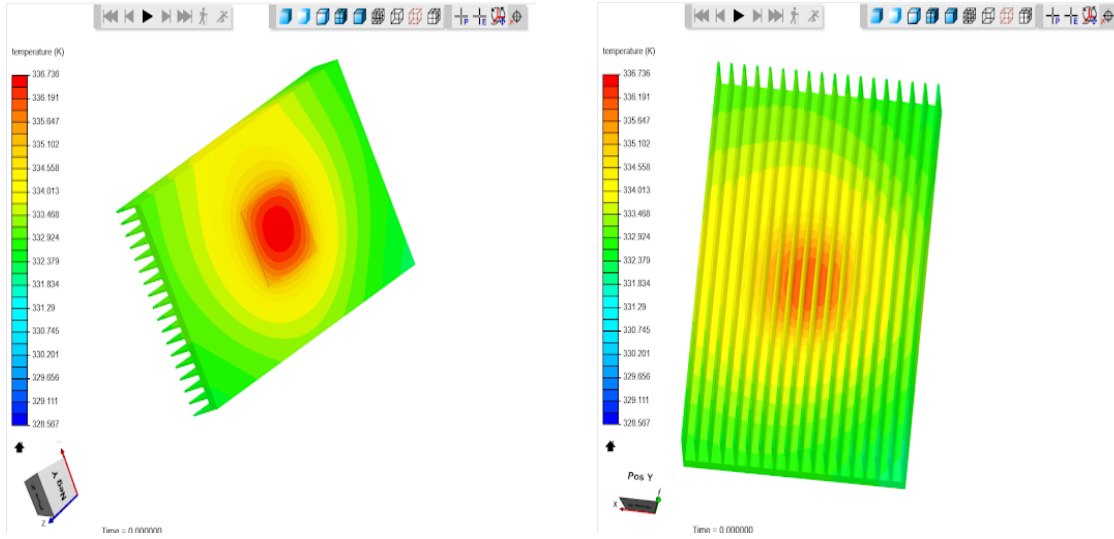 temperature (K)
336.736
336.191
335.647
335.102
334.558
334.013
333.468
332.924
332.379
331.834
331.29
330.745
330.201
329.656
329.111
328.567
Neg Y
Z
Time = 0.000000
P
E
temperature (K)
336.736
336.191
335.647
335.102
334.558
334.013
333.468
332.924
332.379
331.834
331.29
330.745
330.201
329.656
329.111
328.567
Pos Y
X
Time = 0.000000
P
E